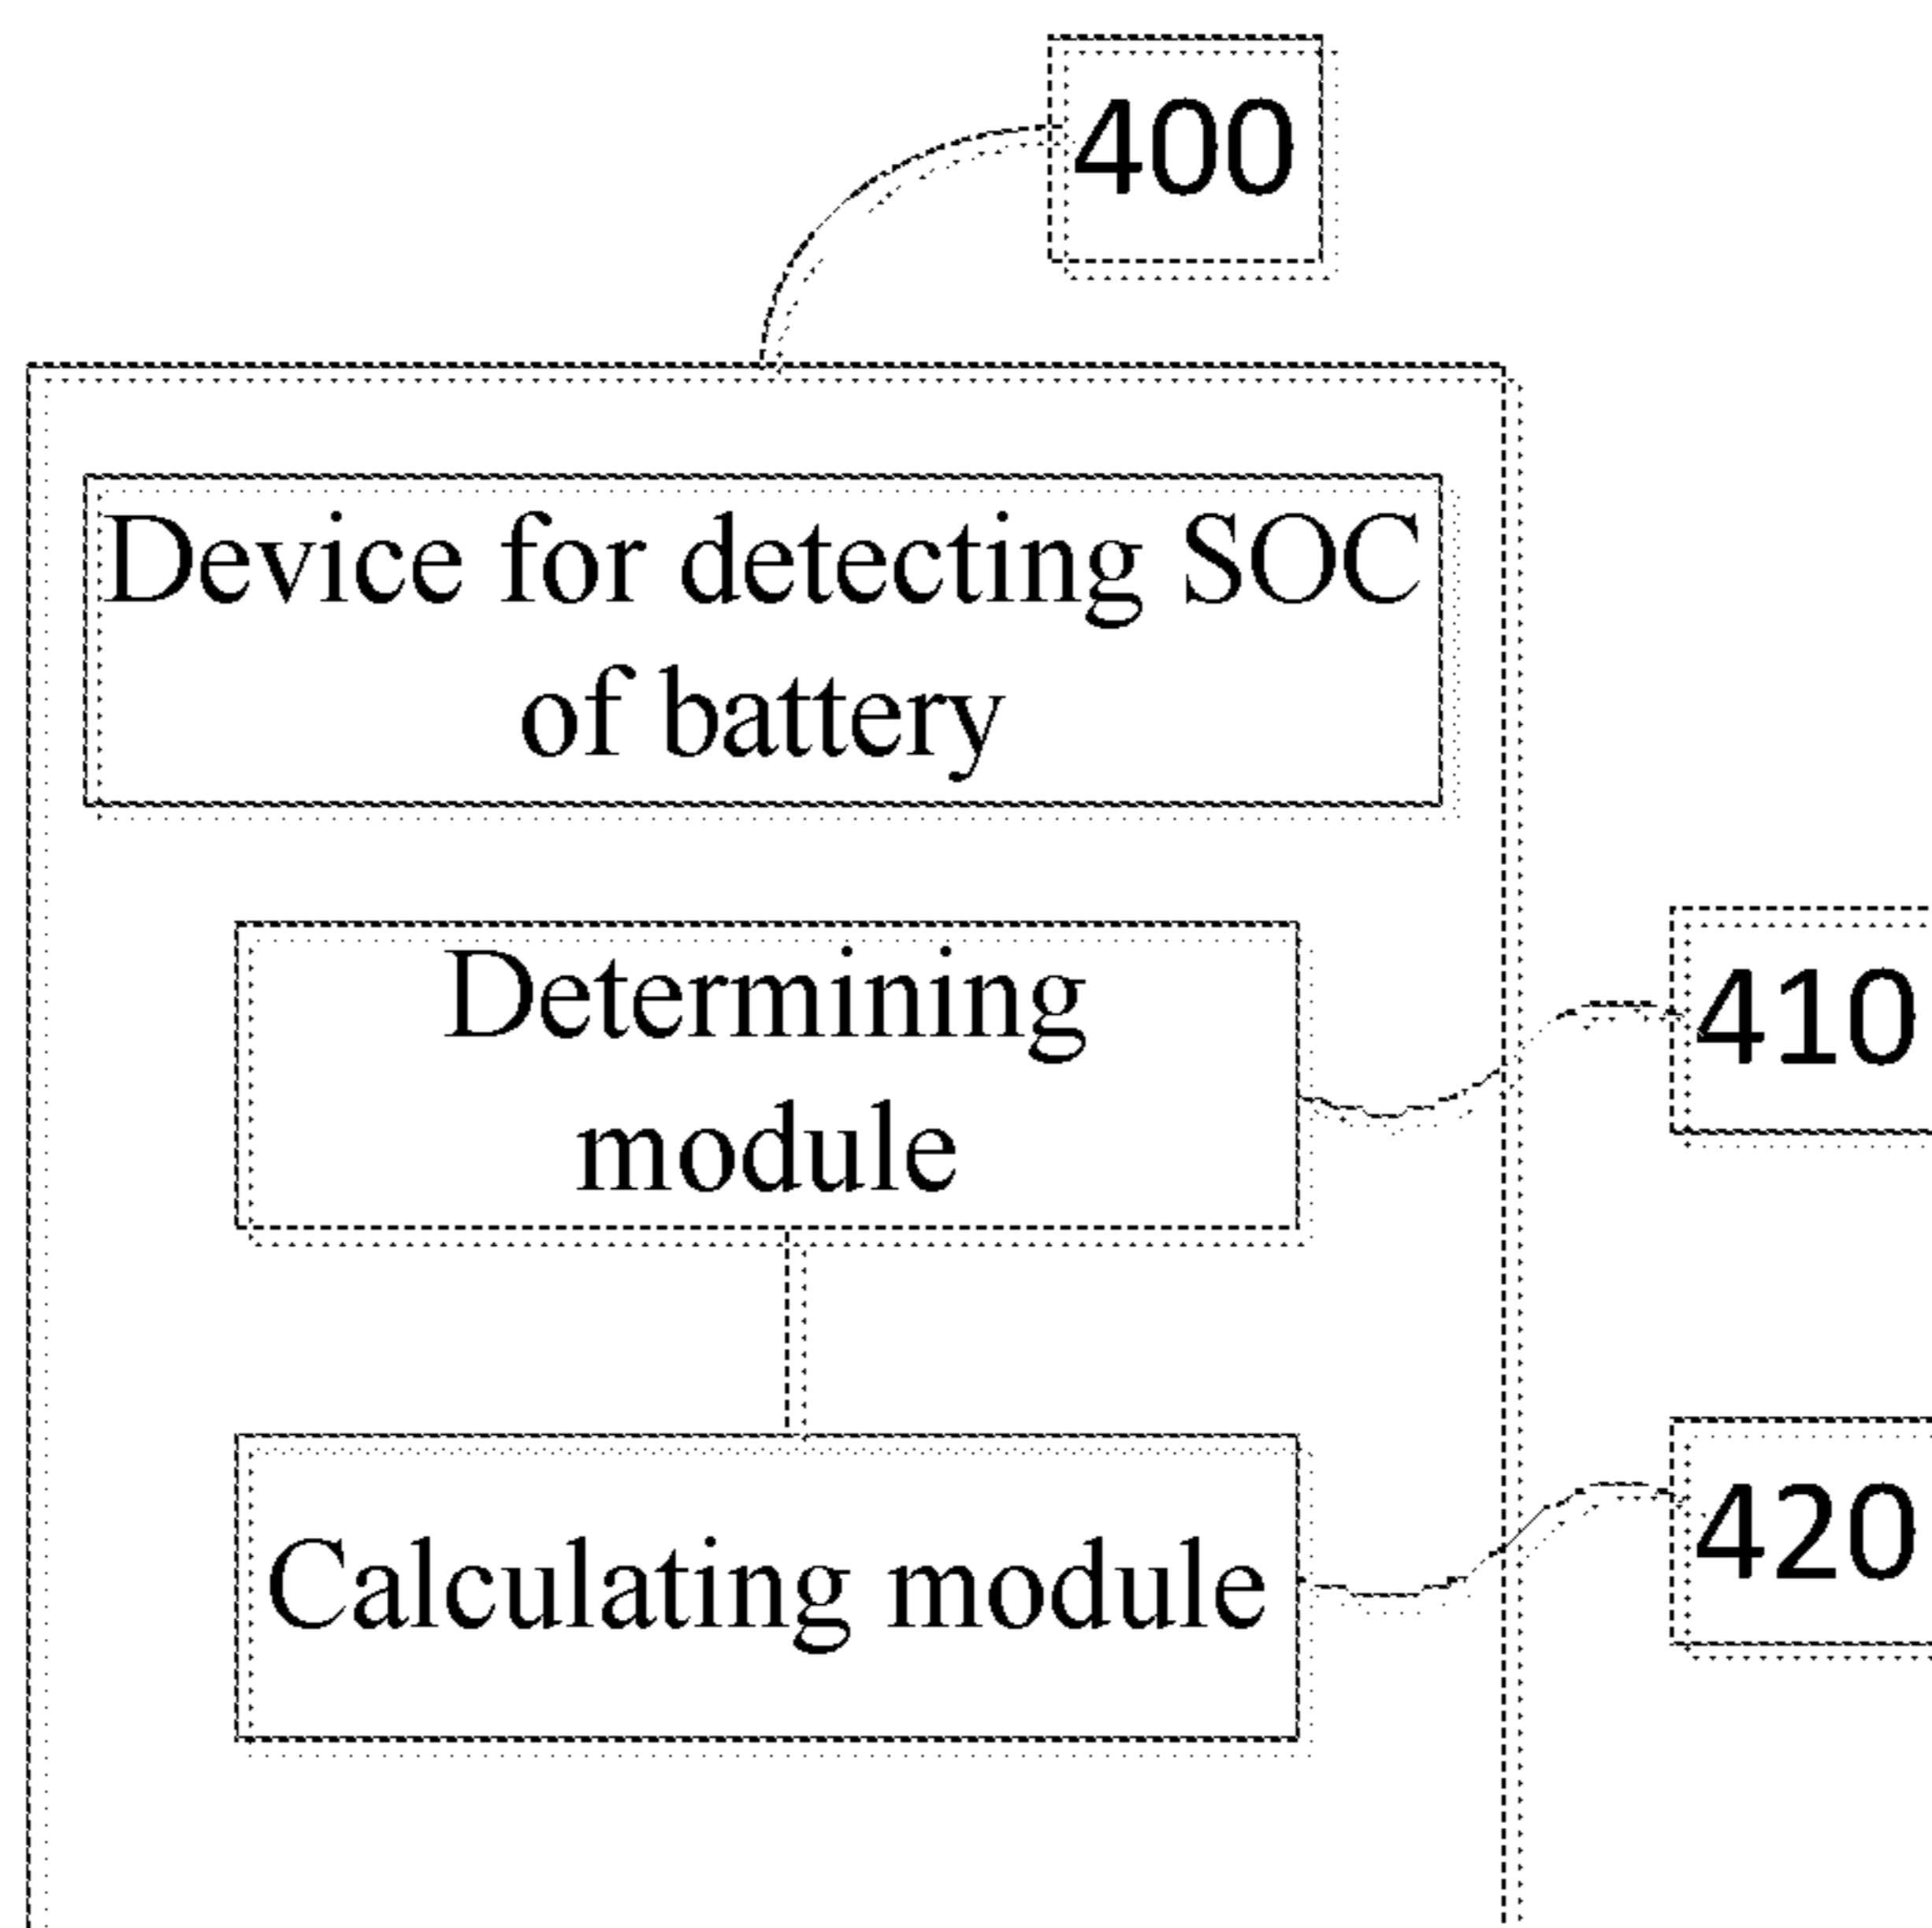 400
Device for detecting SOC
of battery
Determining
module
410
Calculating module
420